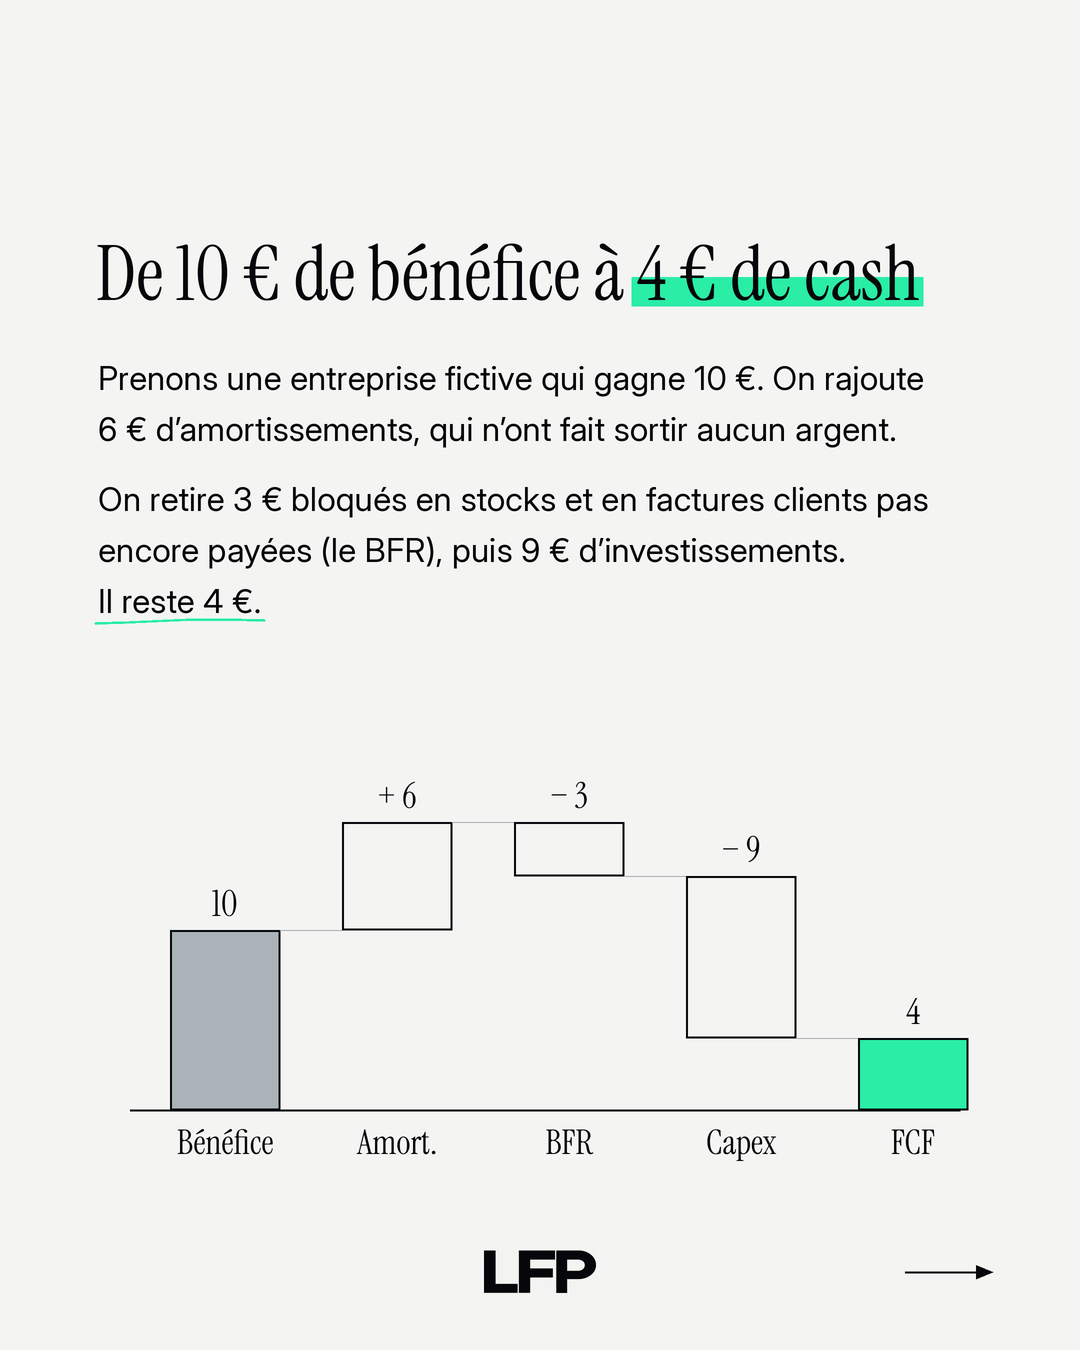 De 10 € de bénéfice à 4 € de cash
Prenons une entreprise fictive qui gagne 10 €. On rajoute
6 € d’amortissements, qui n’ont fait sortir aucun argent.
On retire 3 € bloqués en stocks et en factures clients pas
encore payées (le BFR), puis 9 € d’investissements.
Il reste 4 €.
+ 6
− 3
− 9
10
4
Bénéfice
Amort.
BFR
Capex
FCF
LFP